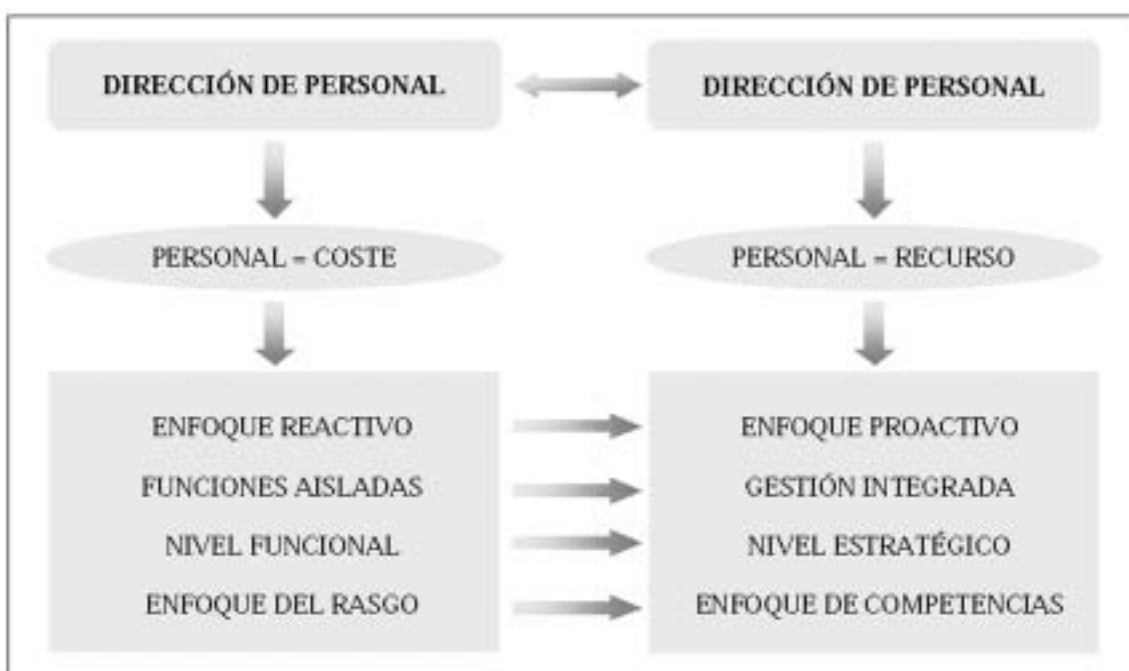 DIRECCIÓN DE PERSONAL
DIRECCIÓN DE PERSONAL
PERSONAL = COSTE
PERSONAL = RECURSO
ENFOQUE REACTIVO
ENFOQUE PROACTIVO
FUNCIONES AISLADAS
GESTIÓN INTEGRADA
NIVEL FUNCIONAL
NIVEL ESTRATÉGICO
ENFOQUE DEL RASGO
ENFOQUE DE COMPETENCIAS